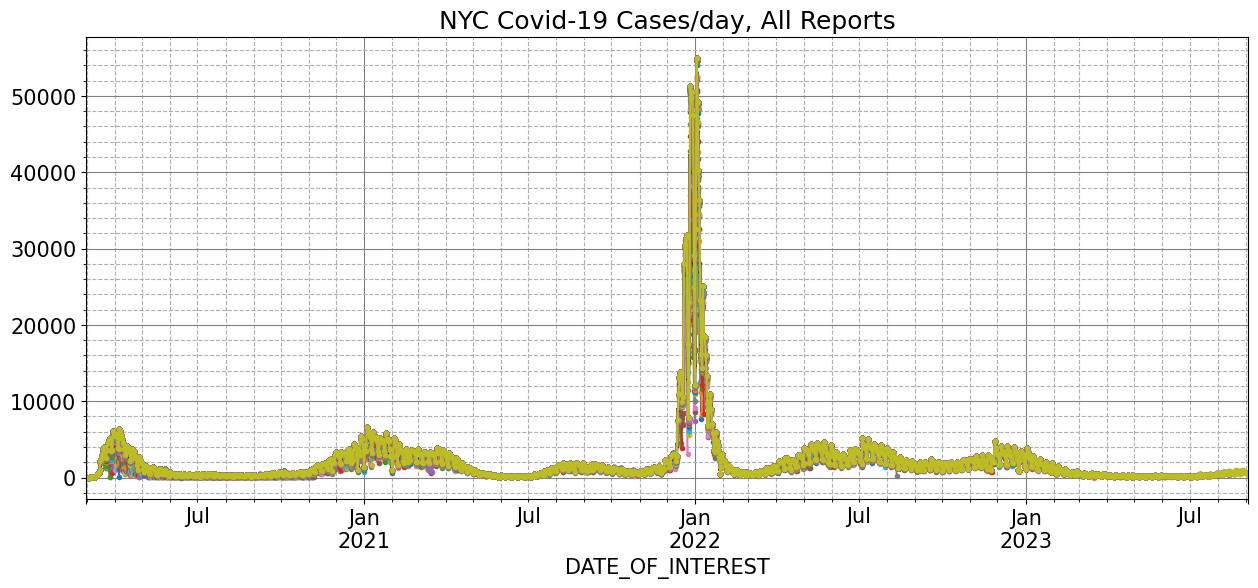 NYC Covid-19 Cases/day, All Reports
50000
40000
30000
20000
10000
0
Jul Jan Jul Jan Jul Jan Jul
2021 2022 2023
DATE_OF_INTEREST